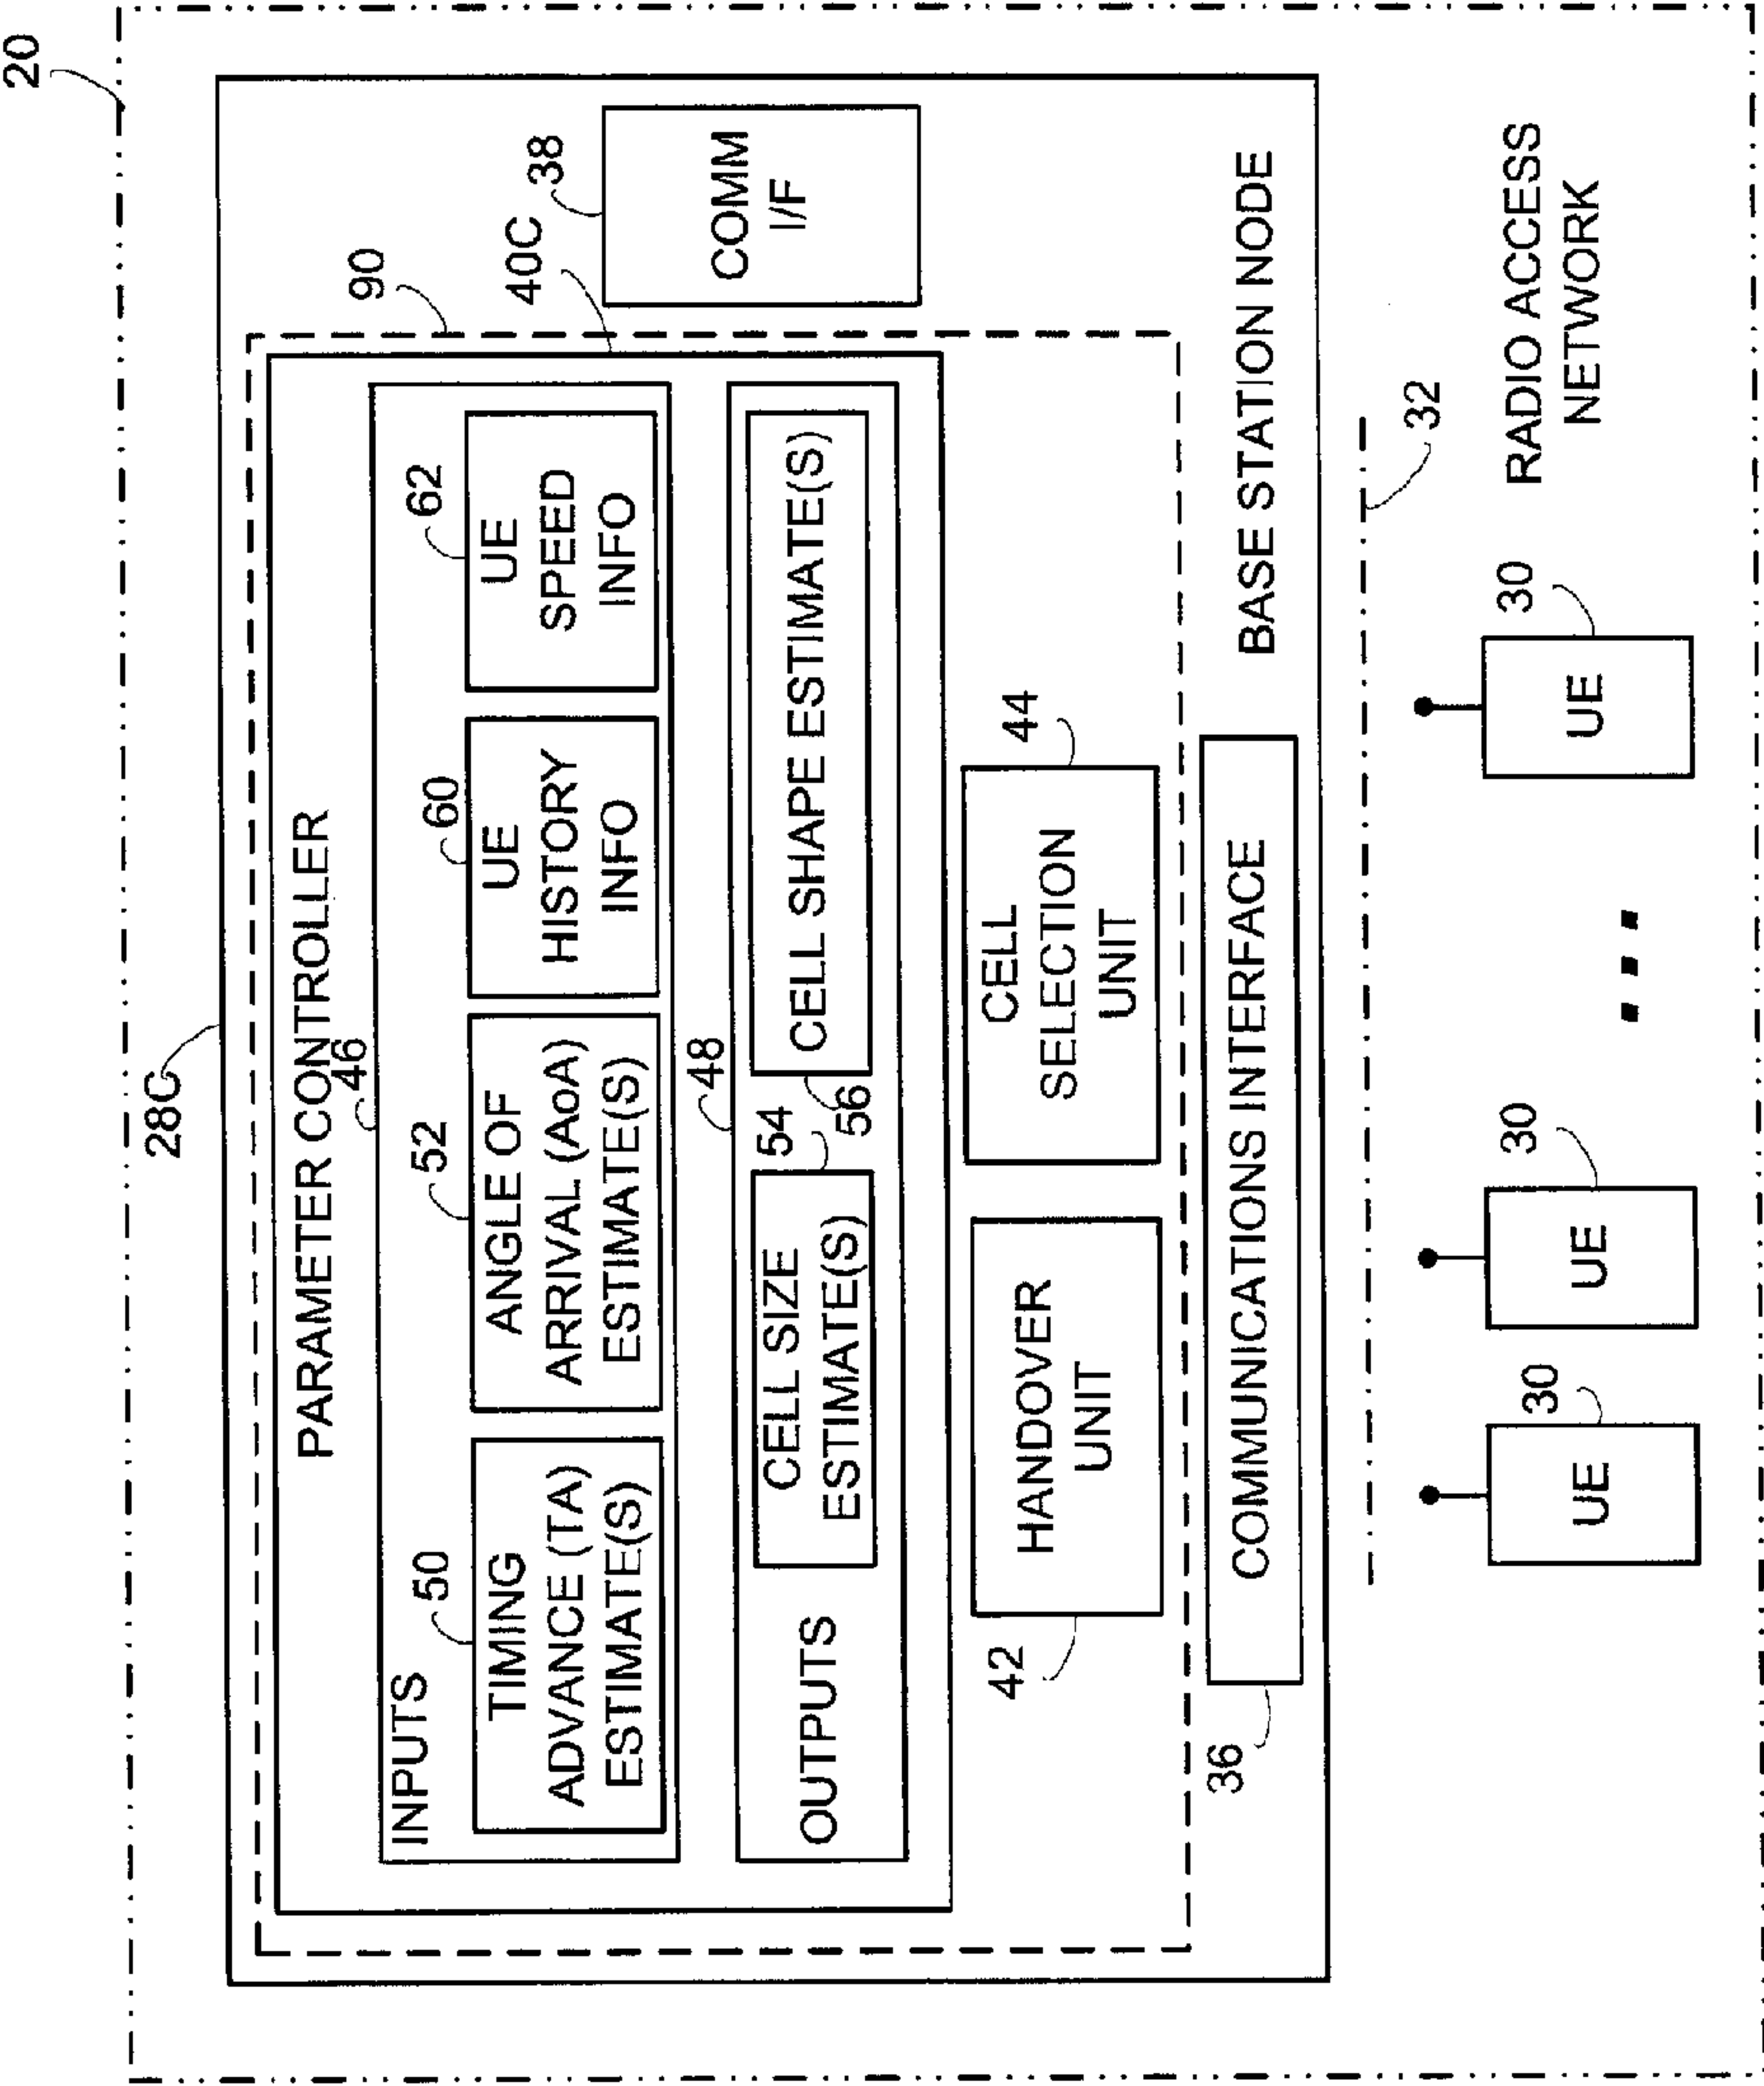 20
28C
90
PARAMETER CONTROLLER
40C
38
46
INPUTS
50
52
60
62
TIMING
ADVANCE (TA)
ESTIMATE(S)
ANGLE OF
ARRIVAL (AoA)
ESTIMATE(S)
UE
HISTORY
INFO
UE
SPEED
INFO
COMM
I/F
48
OUTPUTS
54
CELL SIZE
ESTIMATE(S)
56
CELL SHAPE ESTIMATE(S)
42
HANDOVER
UNIT
44
CELL
SELECTION
UNIT
36
COMMUNICATIONS INTERFACE
BASE STATION NODE
32
30
UE
30
UE
30
UE
RADIO ACCESS
NETWORK